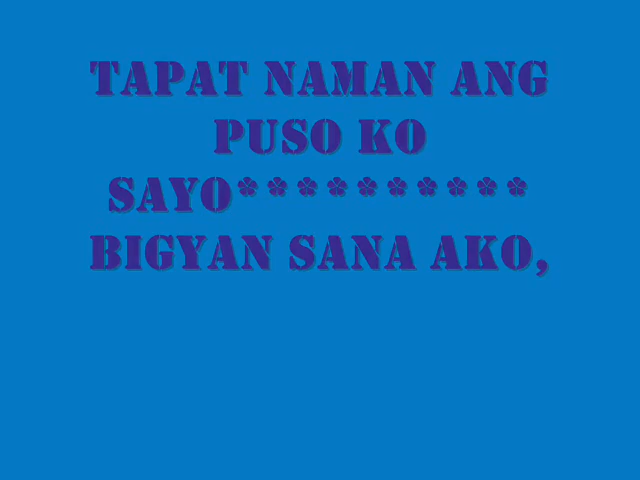 TAPAT NAMAN ANG
PUSO KO
SAYO**********
BIGYAN SANA AKO,